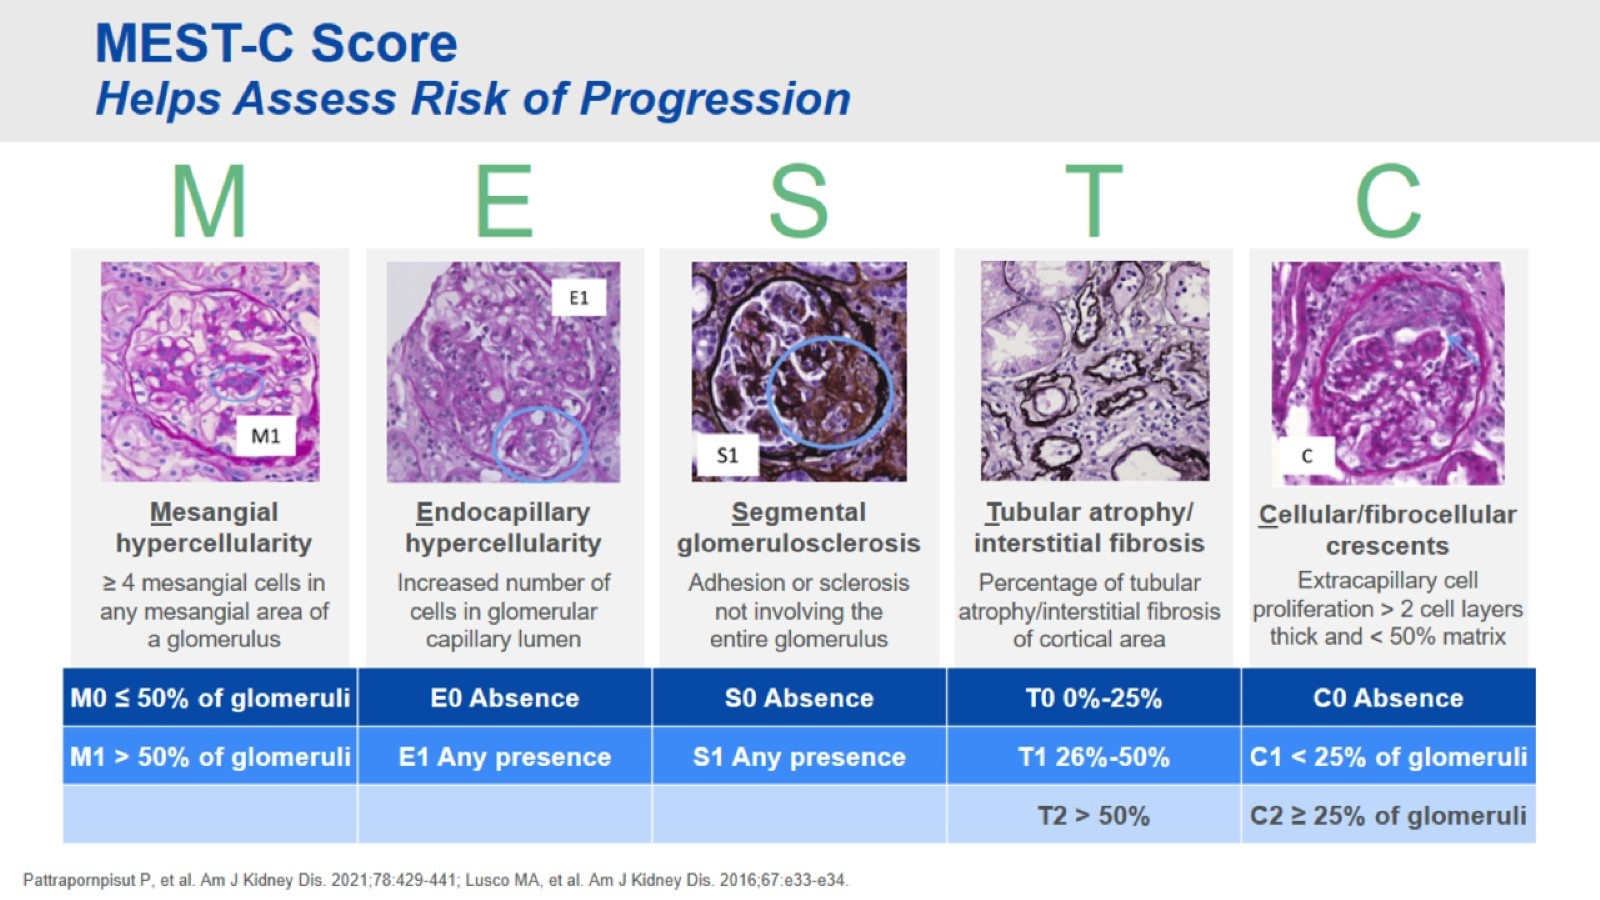 MEST-C Score
Helps Assess Risk of Progression
M
E
S
T
C
M1
E1
S1
C
Mesangial
hypercellularity
≥ 4 mesangial cells in
any mesangial area of
a glomerulus
Endocapillary
hypercellularity
Increased number of
cells in glomerular
capillary lumen
Segmental
glomerulosclerosis
Adhesion or sclerosis
not involving the
entire glomerulus
Tubular atrophy/
interstitial fibrosis
Percentage of tubular
atrophy/interstitial fibrosis
of cortical area
Cellular/fibrocellular
crescents
Extracapillary cell
proliferation > 2 cell layers
thick and < 50% matrix
M0 ≤ 50% of glomeruli
E0 Absence
S0 Absence
T0 0%-25%
C0 Absence
M1 > 50% of glomeruli
E1 Any presence
S1 Any presence
T1 26%-50%
C1 < 25% of glomeruli
T2 > 50%
C2 ≥ 25% of glomeruli
Pattrapornpisut P, et al. Am J Kidney Dis. 2021;78:429-441; Lusco MA, et al. Am J Kidney Dis. 2016;67:e33-e34.